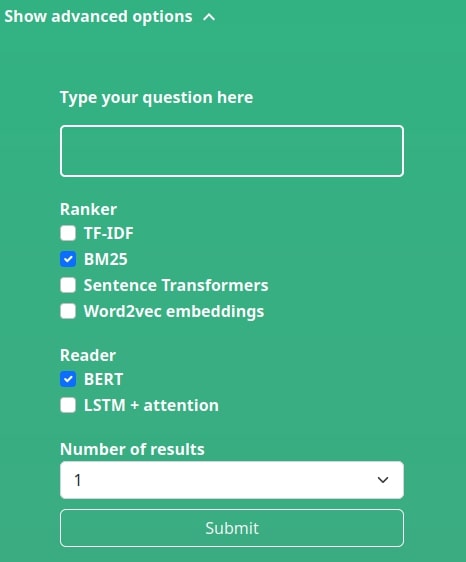 Show advanced options
Type your question here
Ranker
TF-IDF
BM25
Sentence Transformers
Word2vec embeddings
Reader
BERT
LSTM + attention
Number of results
1
Submit